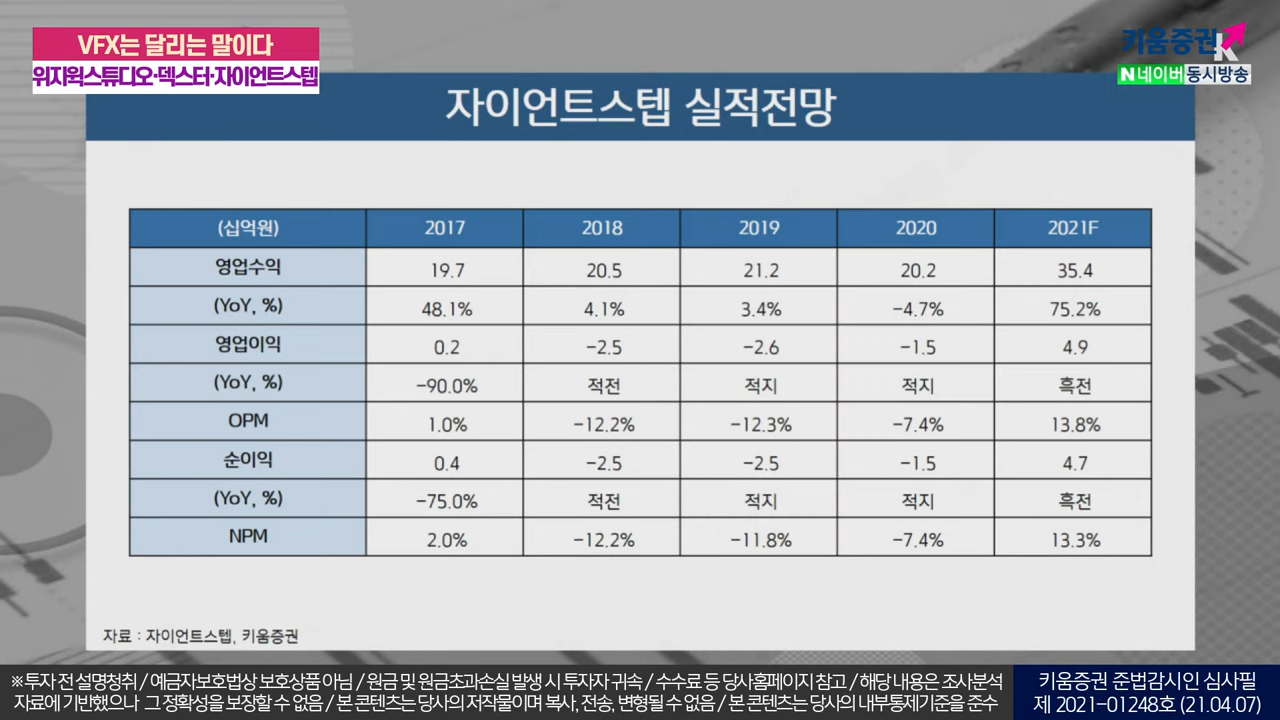 VFX는 달리는 말이다
위지윅스튜디오·덱스터·자이언트스텝
키움증권
N네이버 동시방송
자이언트스텝 실적전망
(십억원) 2017 2018 2019 2020 2021F
영업수익 19.7 20.5 21.2 20.2 35.4
(YoY, %) 48.1% 4.1% 3.4% -4.7% 75.2%
영업이익 0.2 -2.5 -2.6 -1.5 4.9
(YoY, %) -90.0% 적전 적지 적지 흑전
OPM 1.0% -12.2% -12.3% -7.4% 13.8%
순이익 0.4 -2.5 -2.5 -1.5 4.7
(YoY, %) -75.0% 적전 적지 적지 흑전
NPM 2.0% -12.2% -11.8% -7.4% 13.3%
자료 : 자이언트스텝, 키움증권
※투자 전 설명청취 / 예금자보호법상 보호상품 아님 / 원금 및 원금초과손실 발생 시 투자자 귀속 / 수수료 등 당사홈페이지 참고 / 해당 내용은 조사분석
자료에 기반했으나 그 정확성을 보장할 수 없음 / 본 콘텐츠는 당사의 저작물이며 복사, 전송, 변형될 수 없음 / 본 콘텐츠는 당사의 내부통제기준을 준수
키움증권 준법감시인 심사필
제 2021-01248호 (21.04.07)